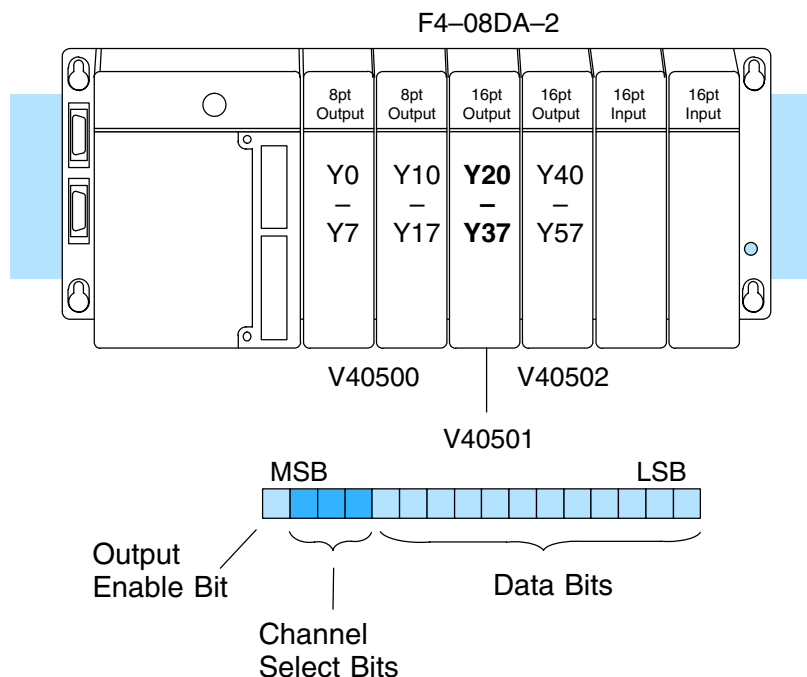 F4–08DA–2
8pt Output
8pt Output
16pt Output
16pt Output
16pt Input
16pt Input
Y0 – Y7
Y10 – Y17
Y20 – Y37
Y40 – Y57
V40500
V40502
V40501
MSB
LSB
Output
Enable Bit
Data Bits
Channel
Select Bits